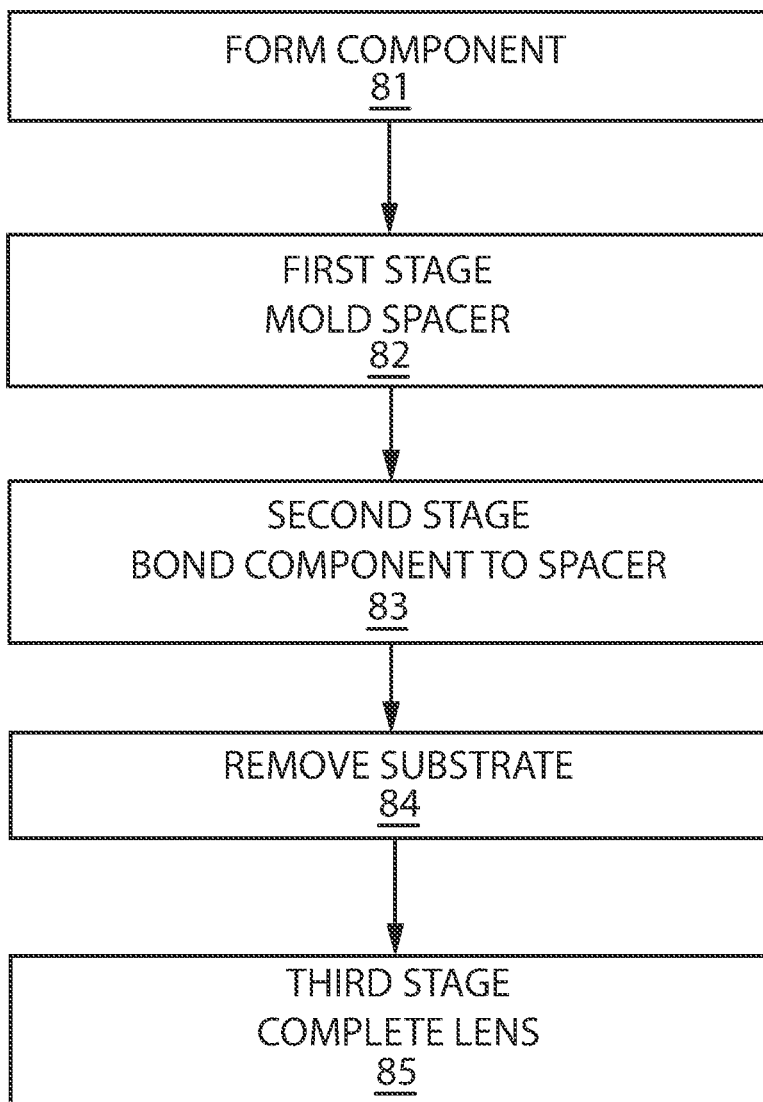 FORM COMPONENT
81
FIRST STAGE
MOLD SPACER
82
SECOND STAGE
BOND COMPONENT TO SPACER
83
REMOVE SUBSTRATE
84
THIRD STAGE
COMPLETE LENS
85